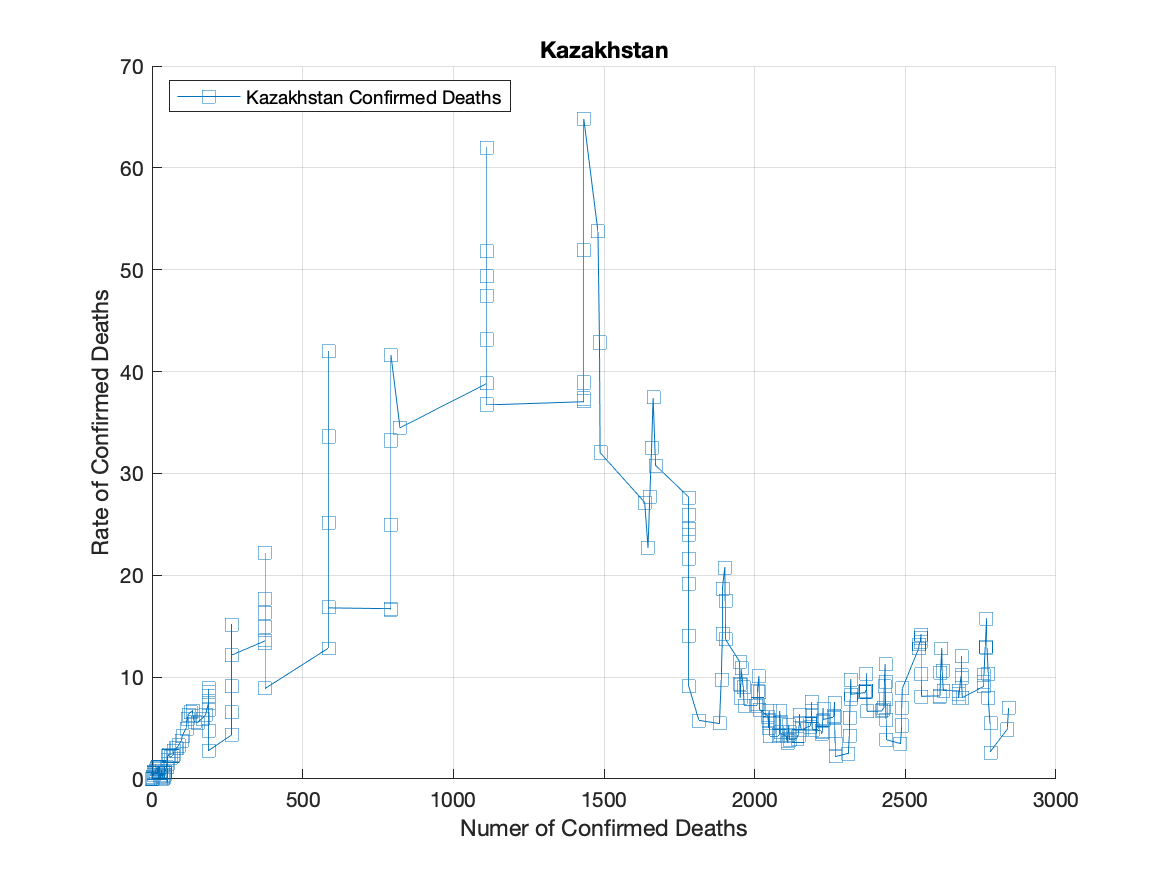 Kazakhstan
Kazakhstan Confirmed Deaths
70
60
50
40
30
20
10
0
Rate of Confirmed Deaths
0 500 1000 1500 2000 2500 3000
Numer of Confirmed Deaths